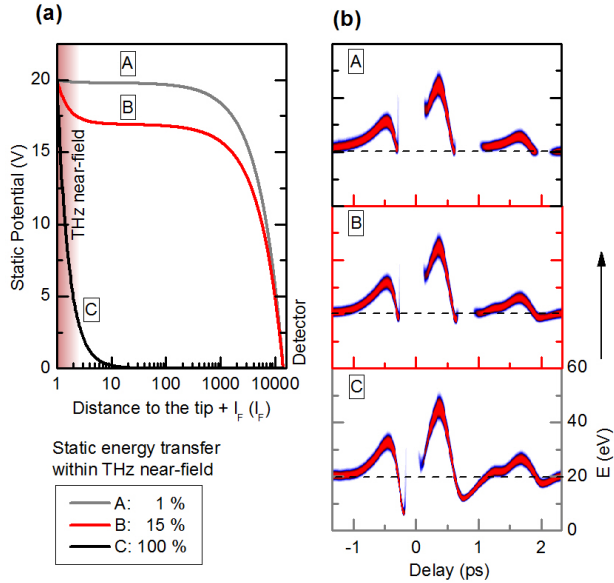 (a)
(b)
Static Potential (V)
20
15
10
5
0
A
B
C
THz near-field
Detector
1
10
100
1000
10000
Distance to the tip + I_F (I_F)
Static energy transfer
within THz near-field
A: 1 %
B: 15 %
C: 100 %
A
B
C
60
40
20
0
E (eV)
-1
0
1
2
Delay (ps)